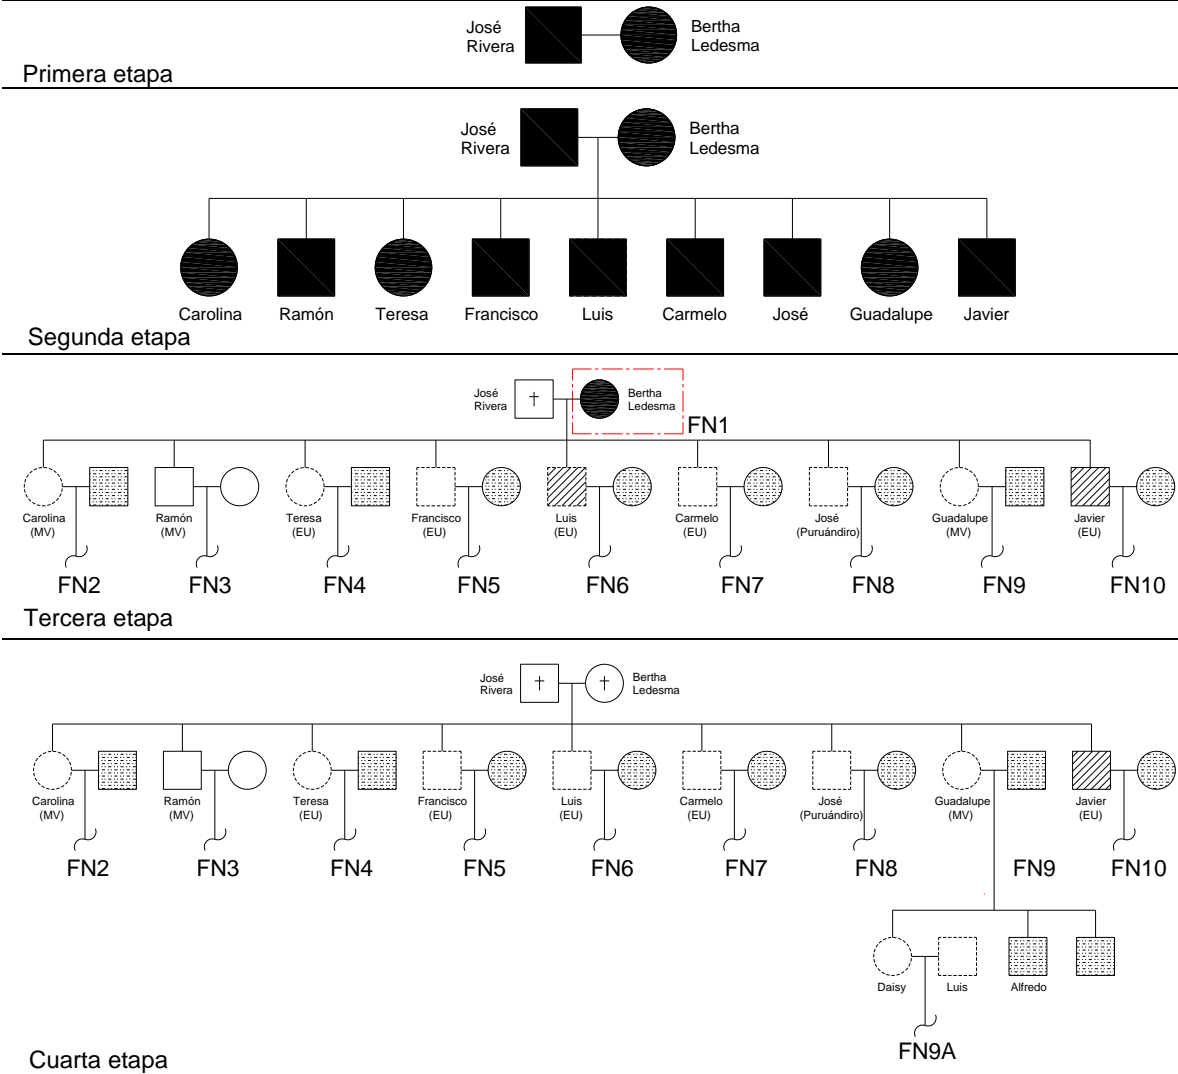 José
Rivera
Bertha
Ledesma
Primera etapa
José
Rivera
Bertha
Ledesma
Carolina
Ramón
Teresa
Francisco
Luis
Carmelo
José
Guadalupe
Javier
Segunda etapa
José
Rivera
Bertha
Ledesma
FN1
Carolina
(MV)
Ramón
(MV)
Teresa
(EU)
Francisco
(EU)
Luis
(EU)
Carmelo
(EU)
José
(Puruándiro)
Guadalupe
(MV)
Javier
(EU)
FN2
FN3
FN4
FN5
FN6
FN7
FN8
FN9
FN10
Tercera etapa
José
Rivera
Bertha
Ledesma
Carolina
(MV)
Ramón
(MV)
Teresa
(EU)
Francisco
(EU)
Luis
(EU)
Carmelo
(EU)
José
(Puruándiro)
Guadalupe
(MV)
Javier
(EU)
FN2
FN3
FN4
FN5
FN6
FN7
FN8
FN9
FN10
Daisy
Luis
Alfredo
FN9A
Cuarta etapa